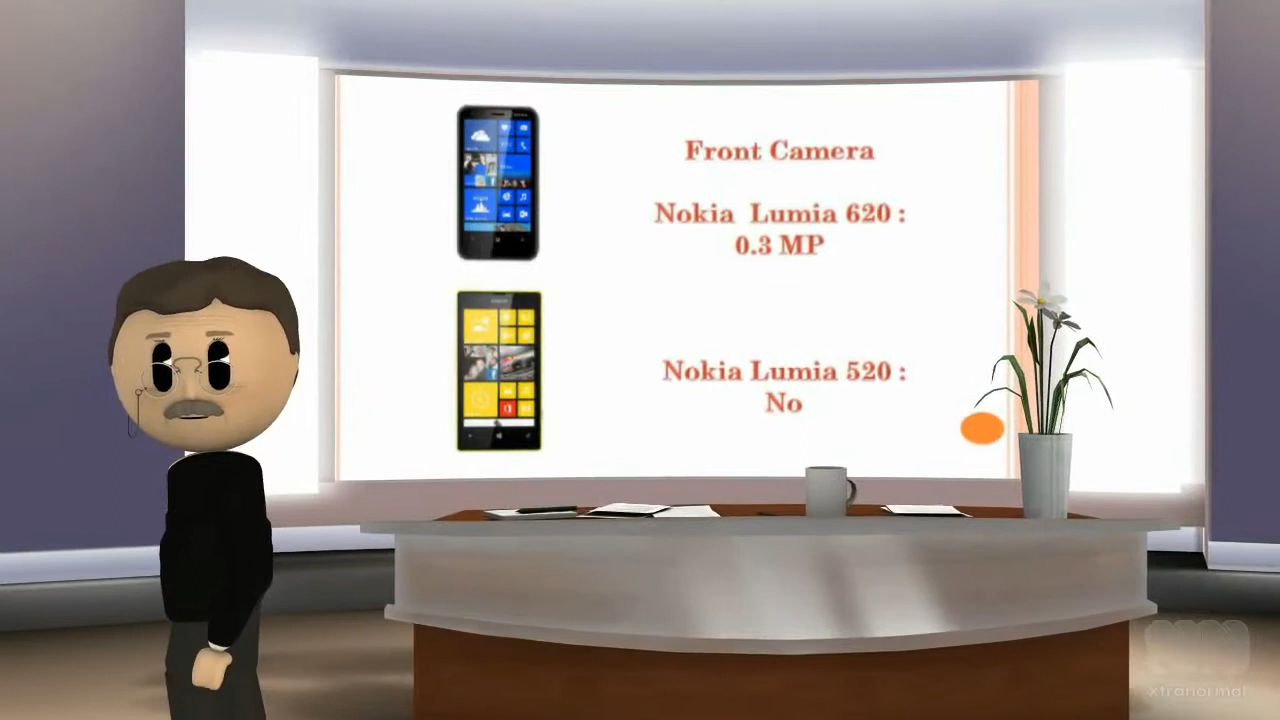 Front Camera
Nokia Lumia 620 :
0.3 MP
Nokia Lumia 520 :
No
xtranormal